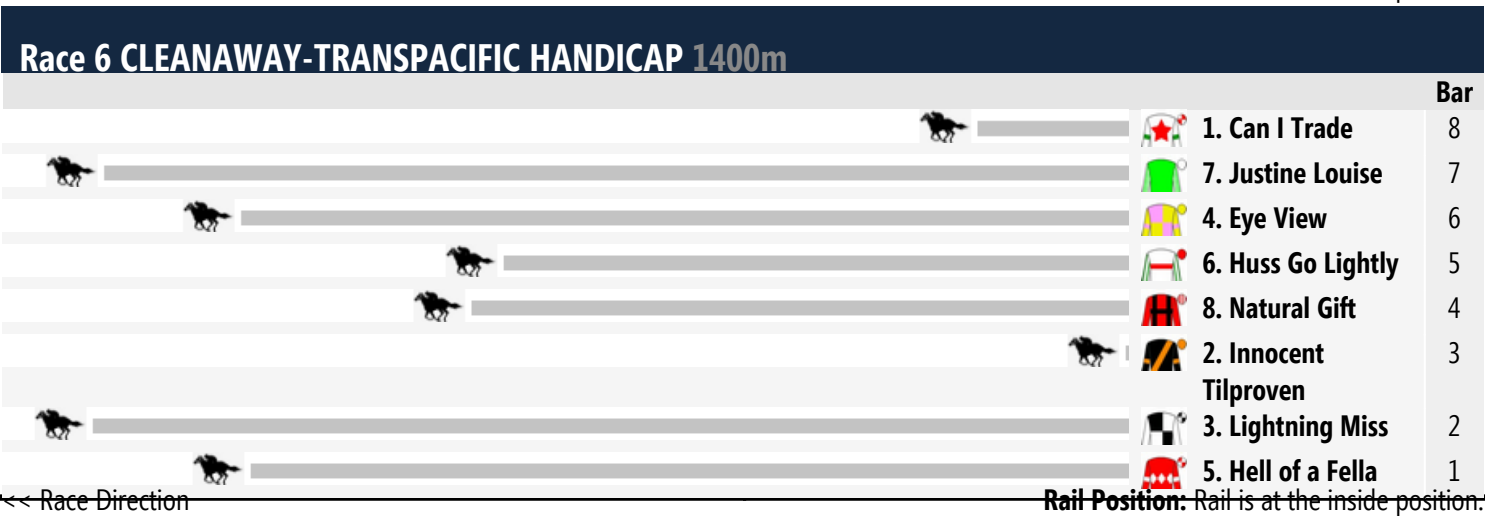 Race 6 CLEANAWAY-TRANSPACIFIC HANDICAP 1400m
Bar
1. Can I Trade 8
7. Justine Louise 7
4. Eye View 6
6. Huss Go Lightly 5
8. Natural Gift 4
2. Innocent 3
Tilproven
3. Lightning Miss 2
5. Hell of a Fella 1
<< Race Direction Rail Position: Rail is at the inside position.